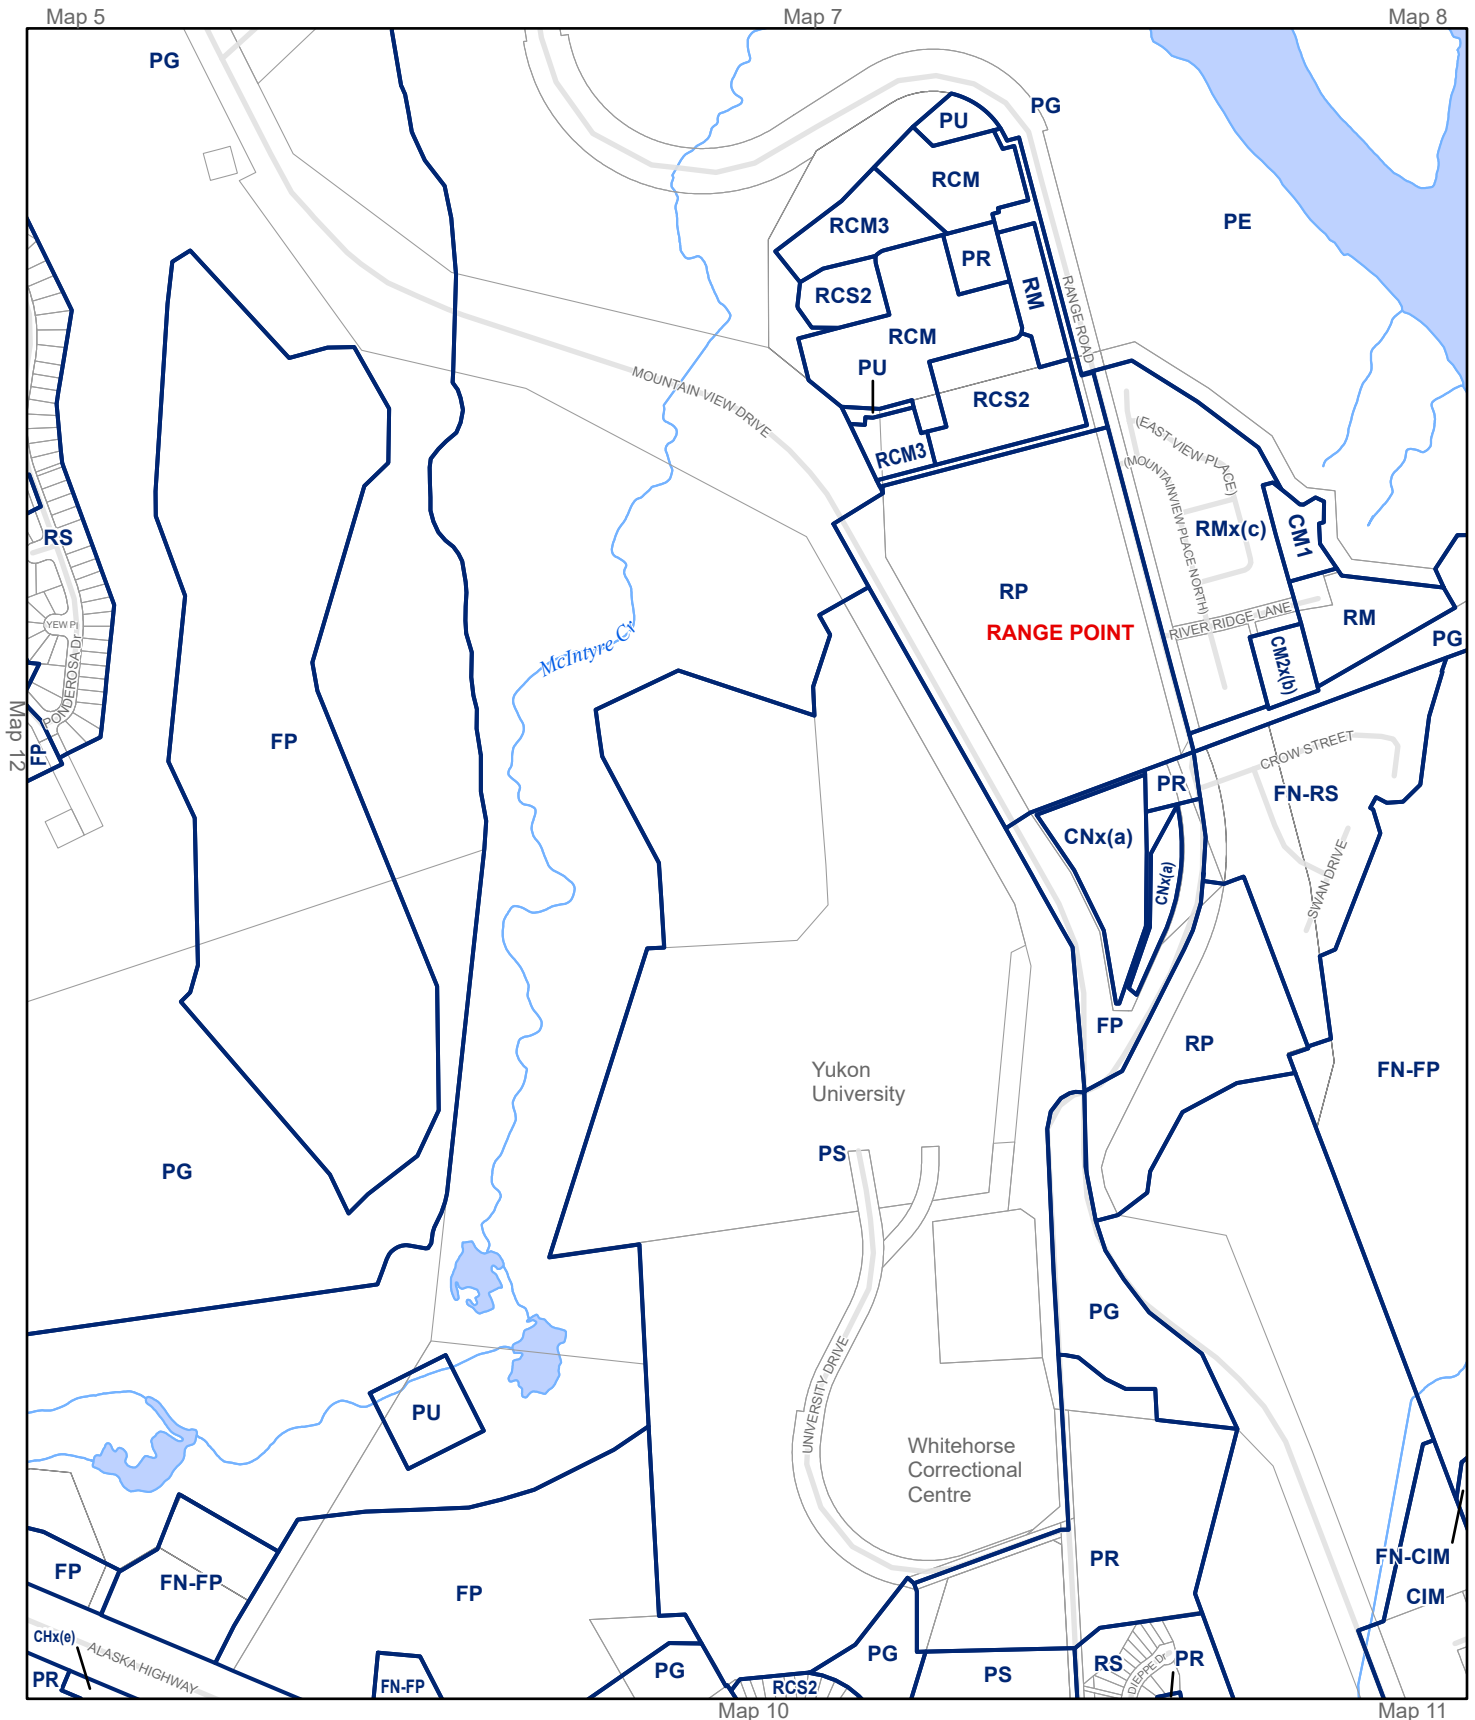 Map 5
Map 7
Map 8
PG
PG
PU
RCM
PE
RCM3
PR
RM
RCS2
RANGE ROAD
RCM
PU
MOUNTAIN VIEW DRIVE
RCS2
(EAST VIEW PLACE)
RCM3
(MOUNTAINVIEW PLACE NORTH)
RMx(c)
CM1
RS
RP
RIVER RIDGE LANE
RM
YEW Pl
RANGE POINT
PG
McIntyre Cr
CM2x(b)
PONDEROSA Dr
Map 12
FP
FP
CROW STREET
PR
FN-RS
CNx(a)
CNx(a)
SWAN DRIVE
FP
RP
Yukon
University
FN-FP
PS
PG
PG
UNIVERSITY DRIVE
PU
Whitehorse
Correctional
Centre
FN-CIM
PR
FP
FN-FP
FP
CIM
CHx(e)
ALASKA HIGHWAY
PG
RS
DIEPPE Dr
PR
PG
PS
PR
FN-FP
RCS2
Map 10
Map 11